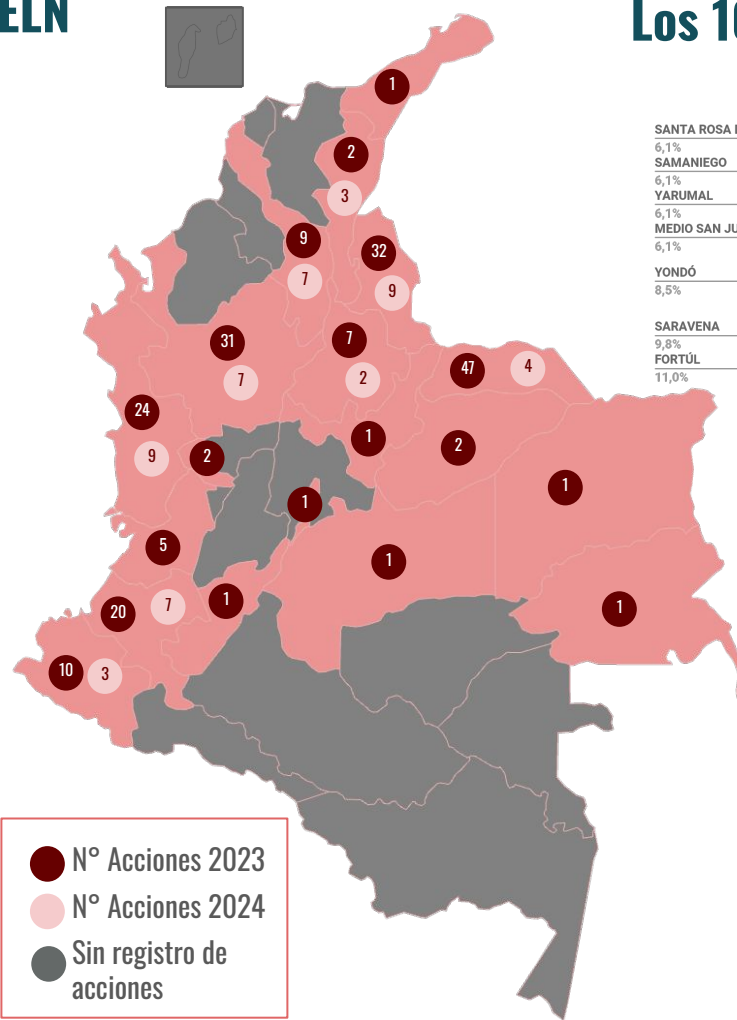 ELN
Los 10
1
2
3
9
7
32
9
31
7
7
2
47
4
24
9
2
1
2
1
1
5
1
1
20
7
1
10
3
SANTA ROSA
6,1%
SAMANIEGO
6,1%
YARUMAL
6,1%
MEDIO SAN JU
6,1%
YONDÓ
8,5%
SARAVENA
9,8%
FORTÚL
11,0%
N° Acciones 2023
N° Acciones 2024
Sin registro de
acciones